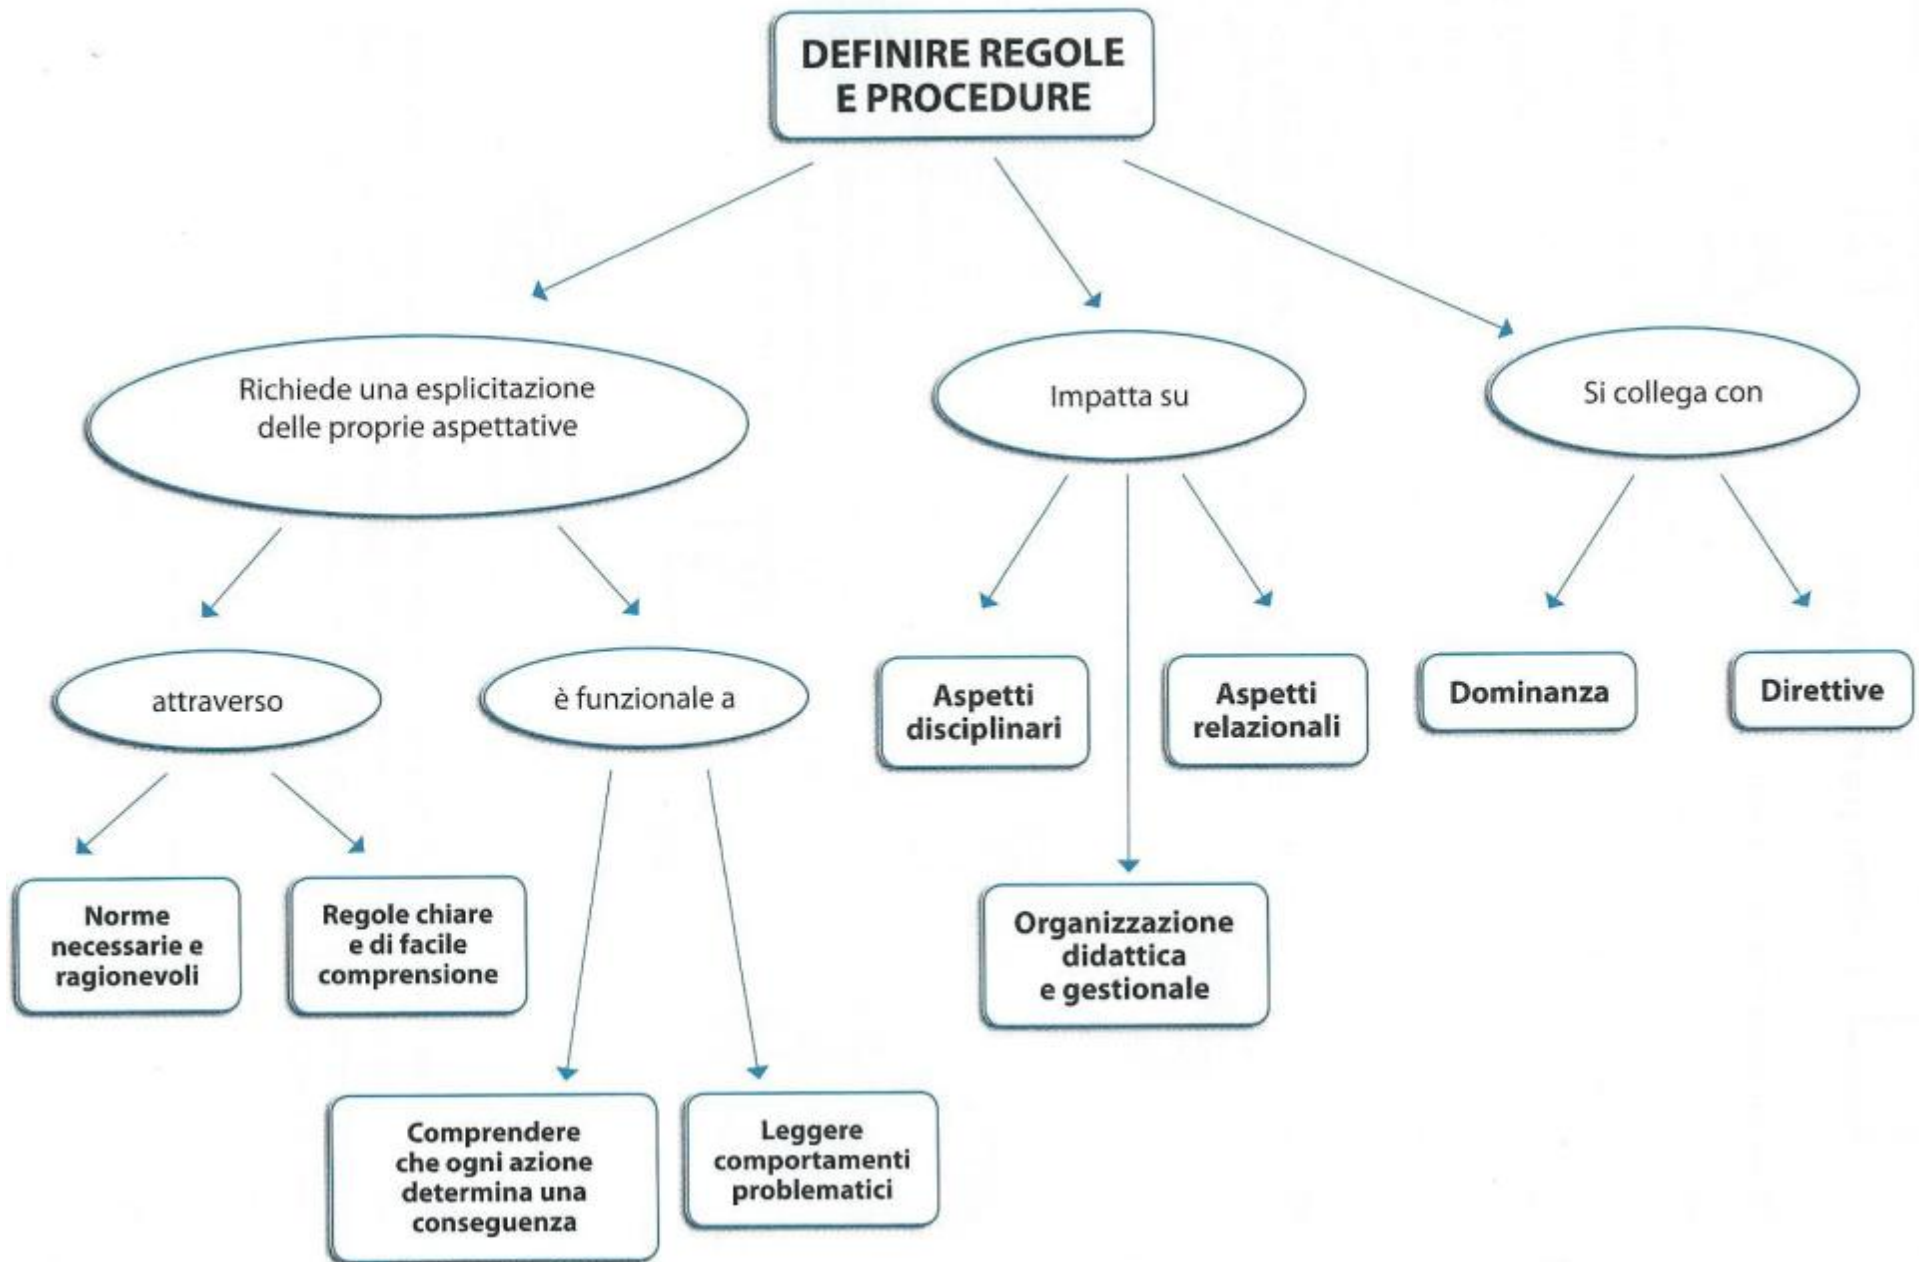 DEFINIRE REGOLE
E PROCEDURE
Richiede una esplicitazione
delle proprie aspettative
Impatta su
Si collega con
attraverso
è funzionale a
Aspetti
disciplinari
Aspetti
relazionali
Dominanza
Direttive
Norme
necessarie e
ragionevoli
Regole chiare
e di facile
comprensione
Organizzazione
didattica
e gestionale
Comprendere
che ogni azione
determina una
conseguenza
Leggere
comportamenti
problematici